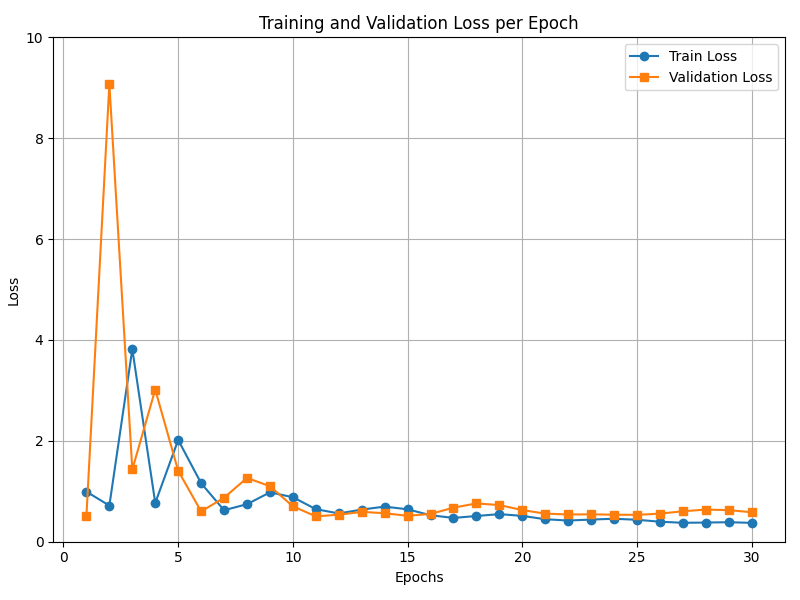 Training and Validation Loss per Epoch
10
8
6
4
2
0
Loss
Train Loss
Validation Loss
0 5 10 15 20 25 30
Epochs